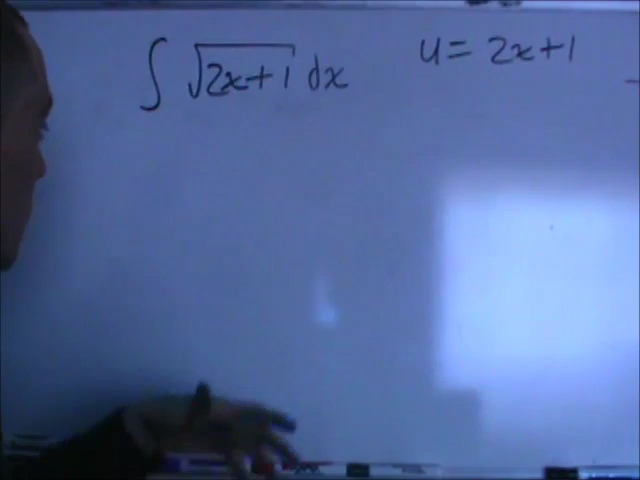 ∫ √2x+1 dx u = 2x+1